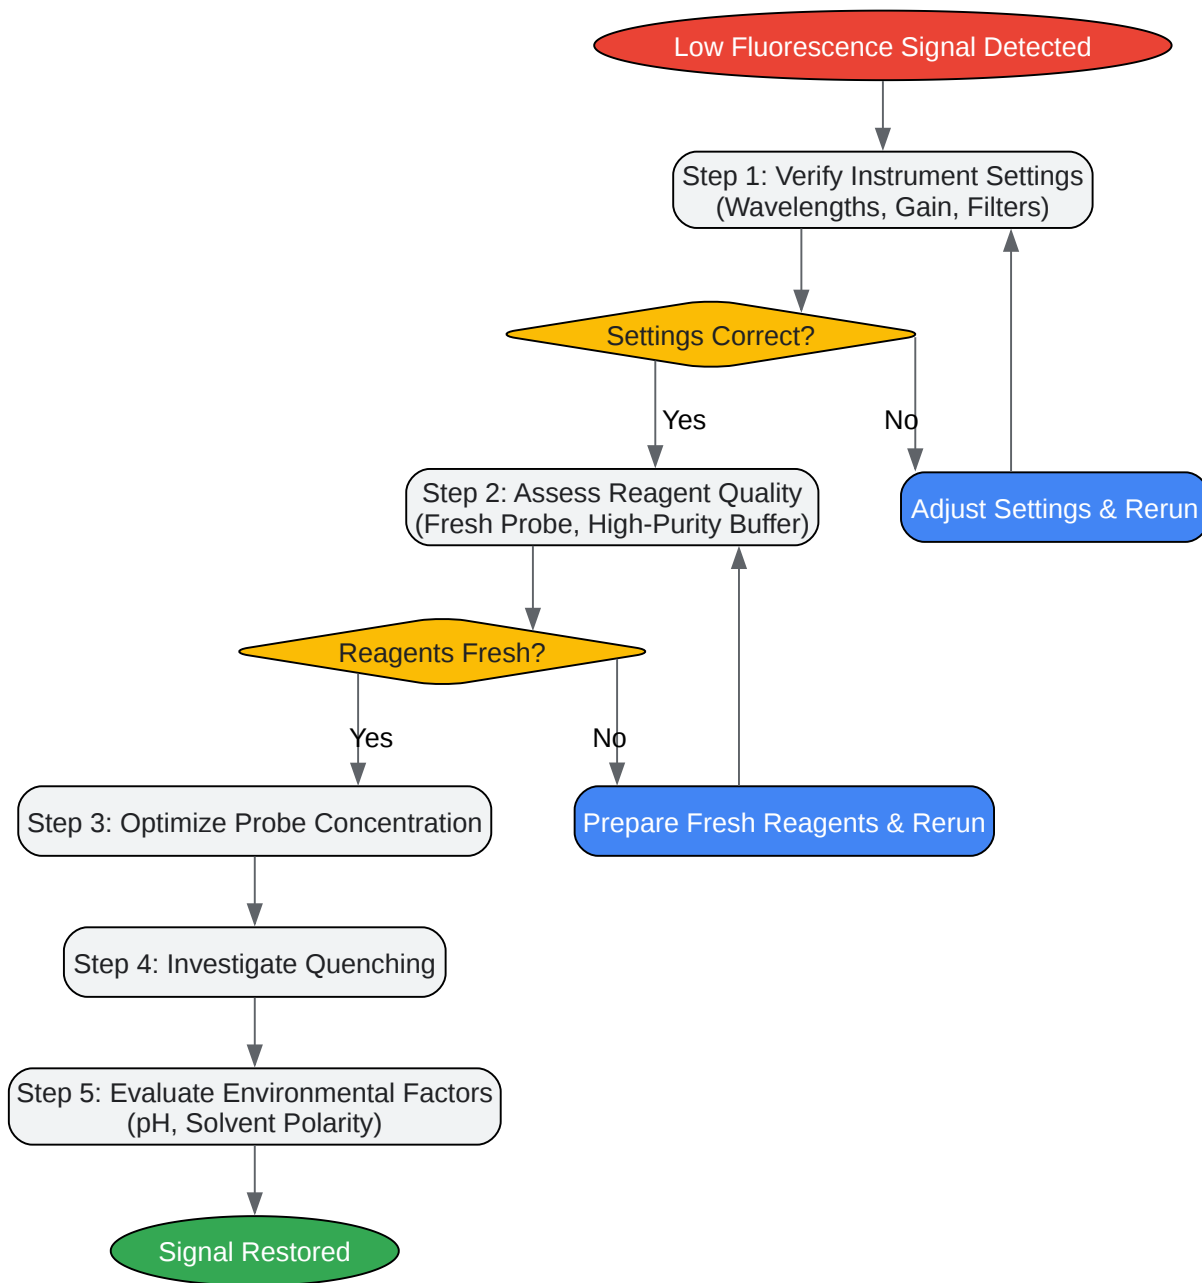 Low Fluorescence Signal Detected
Step 1: Verify Instrument Settings
(Wavelengths, Gain, Filters)
Settings Correct?
Yes
No
Step 2: Assess Reagent Quality
(Fresh Probe, High-Purity Buffer)
Adjust Settings & Rerun
Reagents Fresh?
Yes
No
Step 3: Optimize Probe Concentration
Prepare Fresh Reagents & Rerun
Step 4: Investigate Quenching
Step 5: Evaluate Environmental Factors
(pH, Solvent Polarity)
Signal Restored